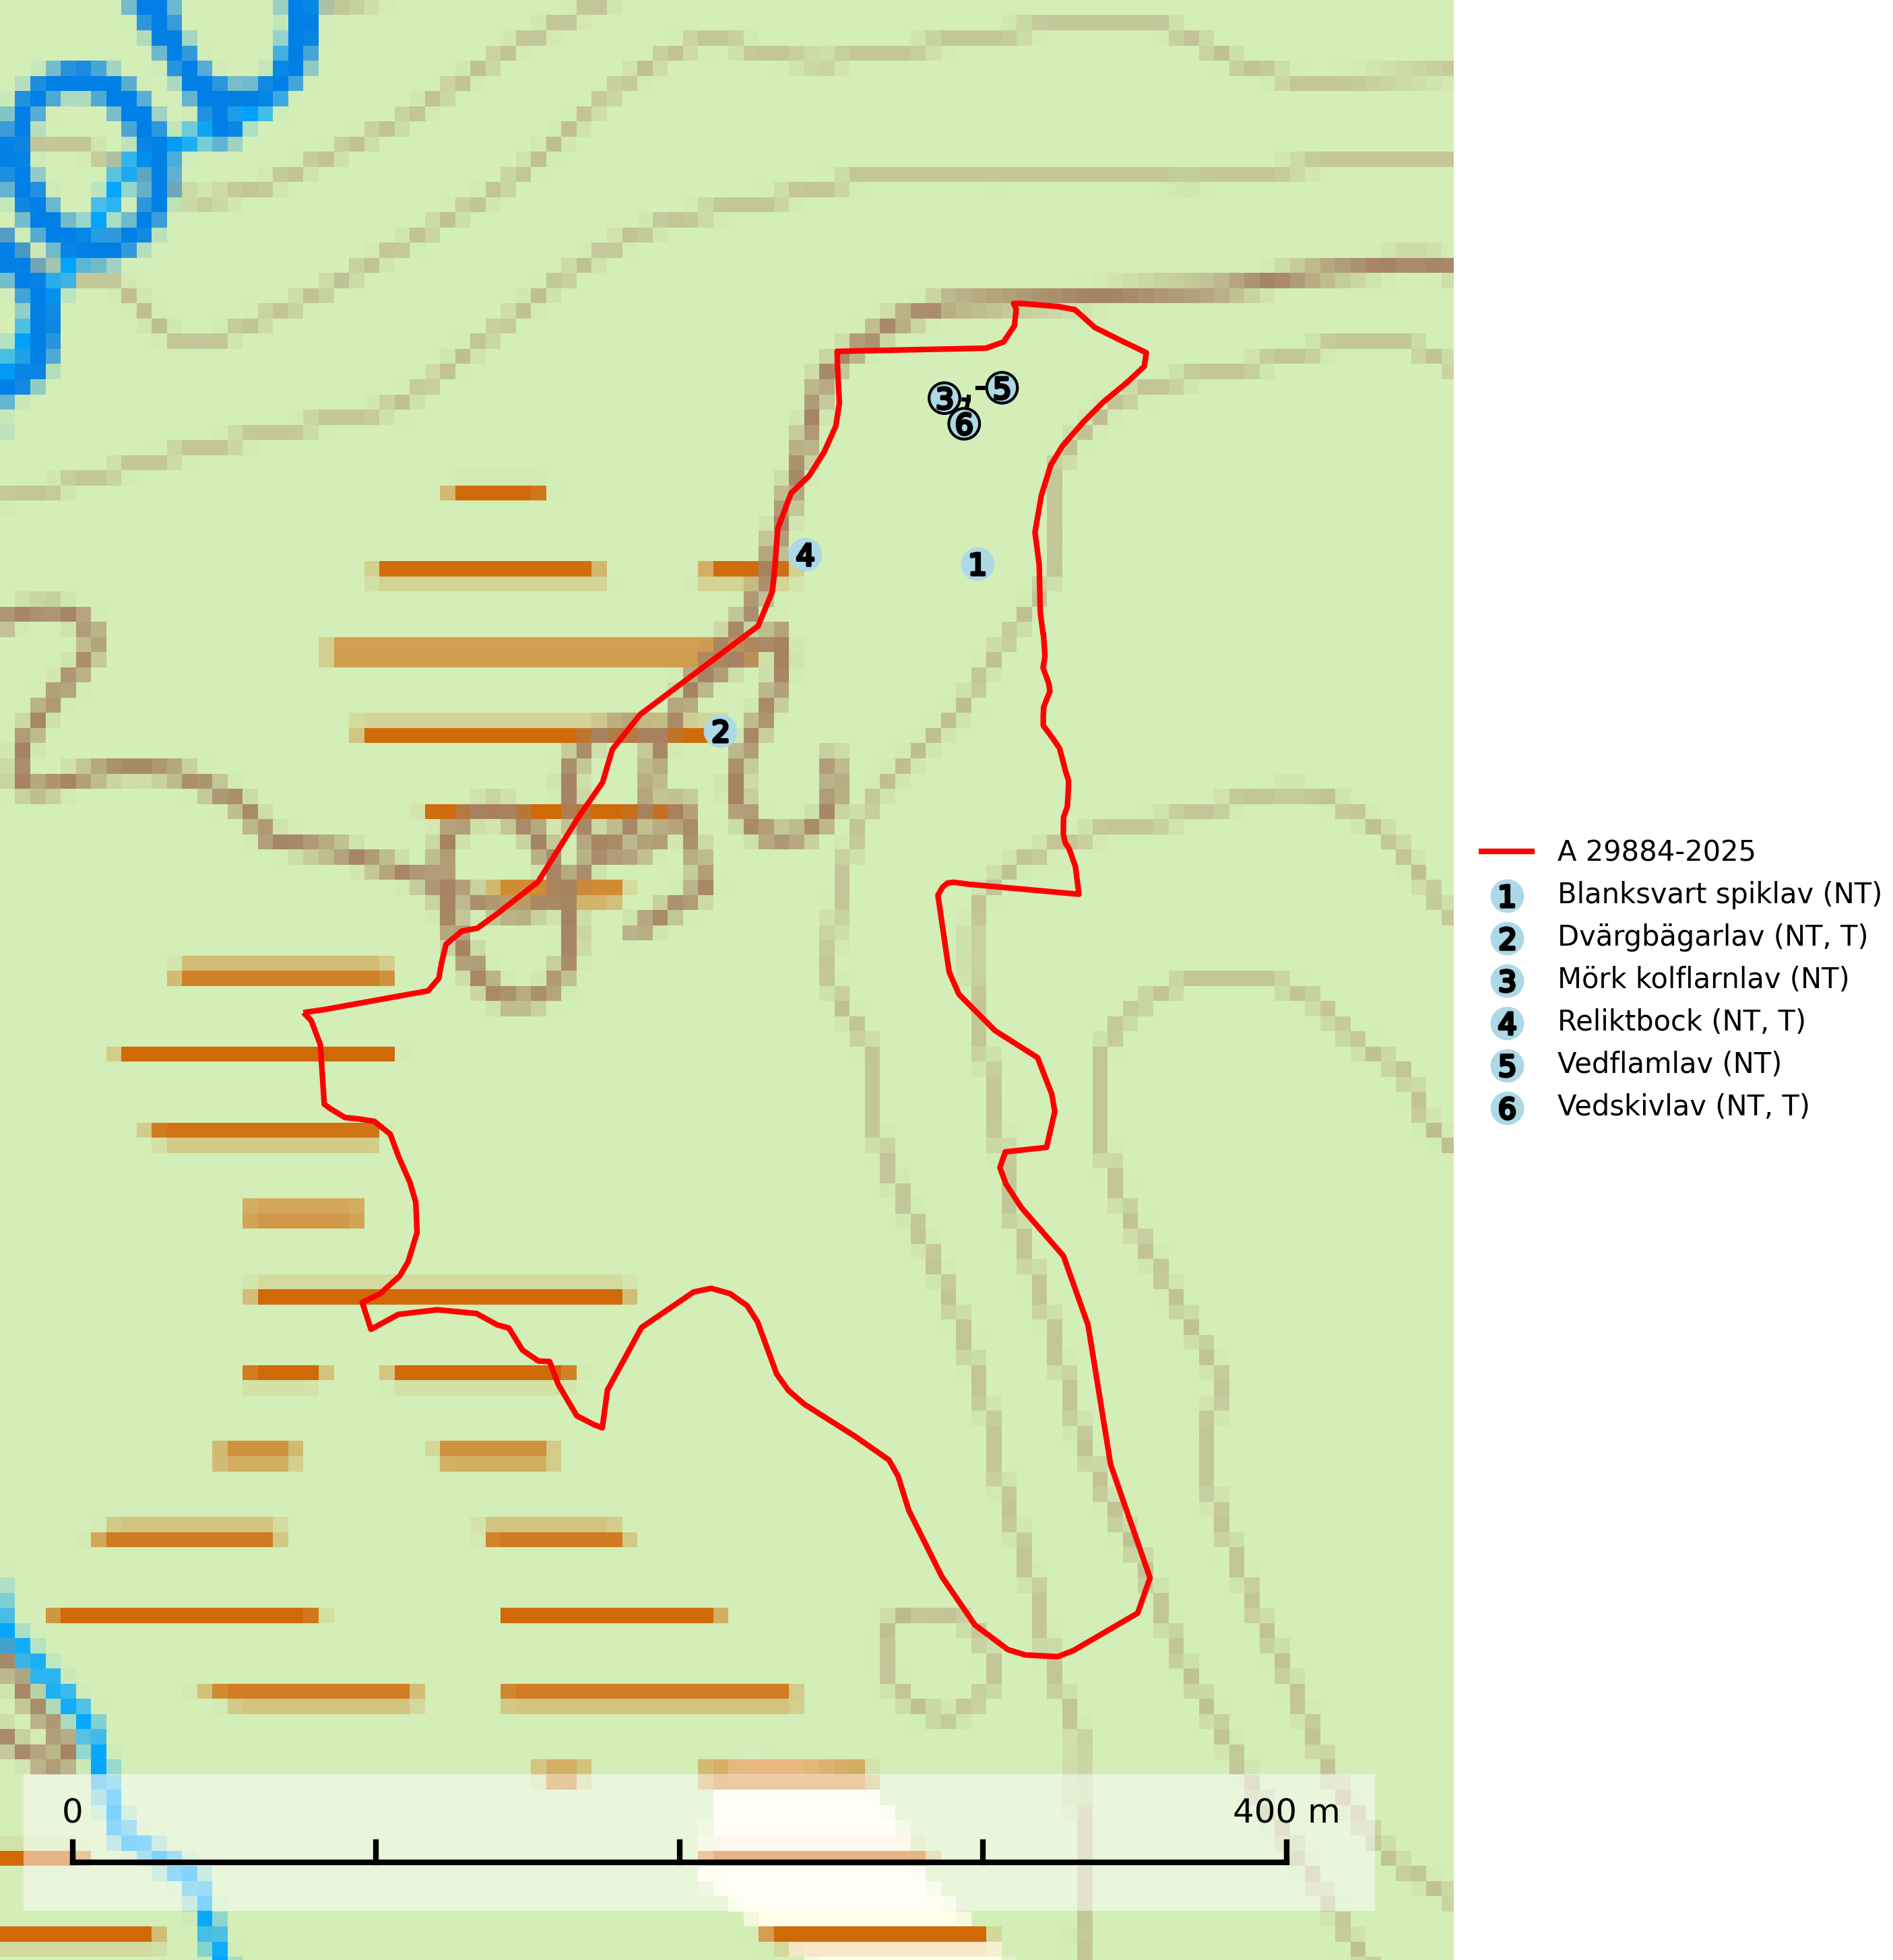 3
5
6
4
1
2
A 29884-2025
1 Blanksvart spiklav (NT)
2 Dvärgbägarlav (NT, T)
3 Mörk kolflarnlav (NT)
4 Reliktbock (NT, T)
5 Vedflamlav (NT)
6 Vedskivlav (NT, T)
0 400 m